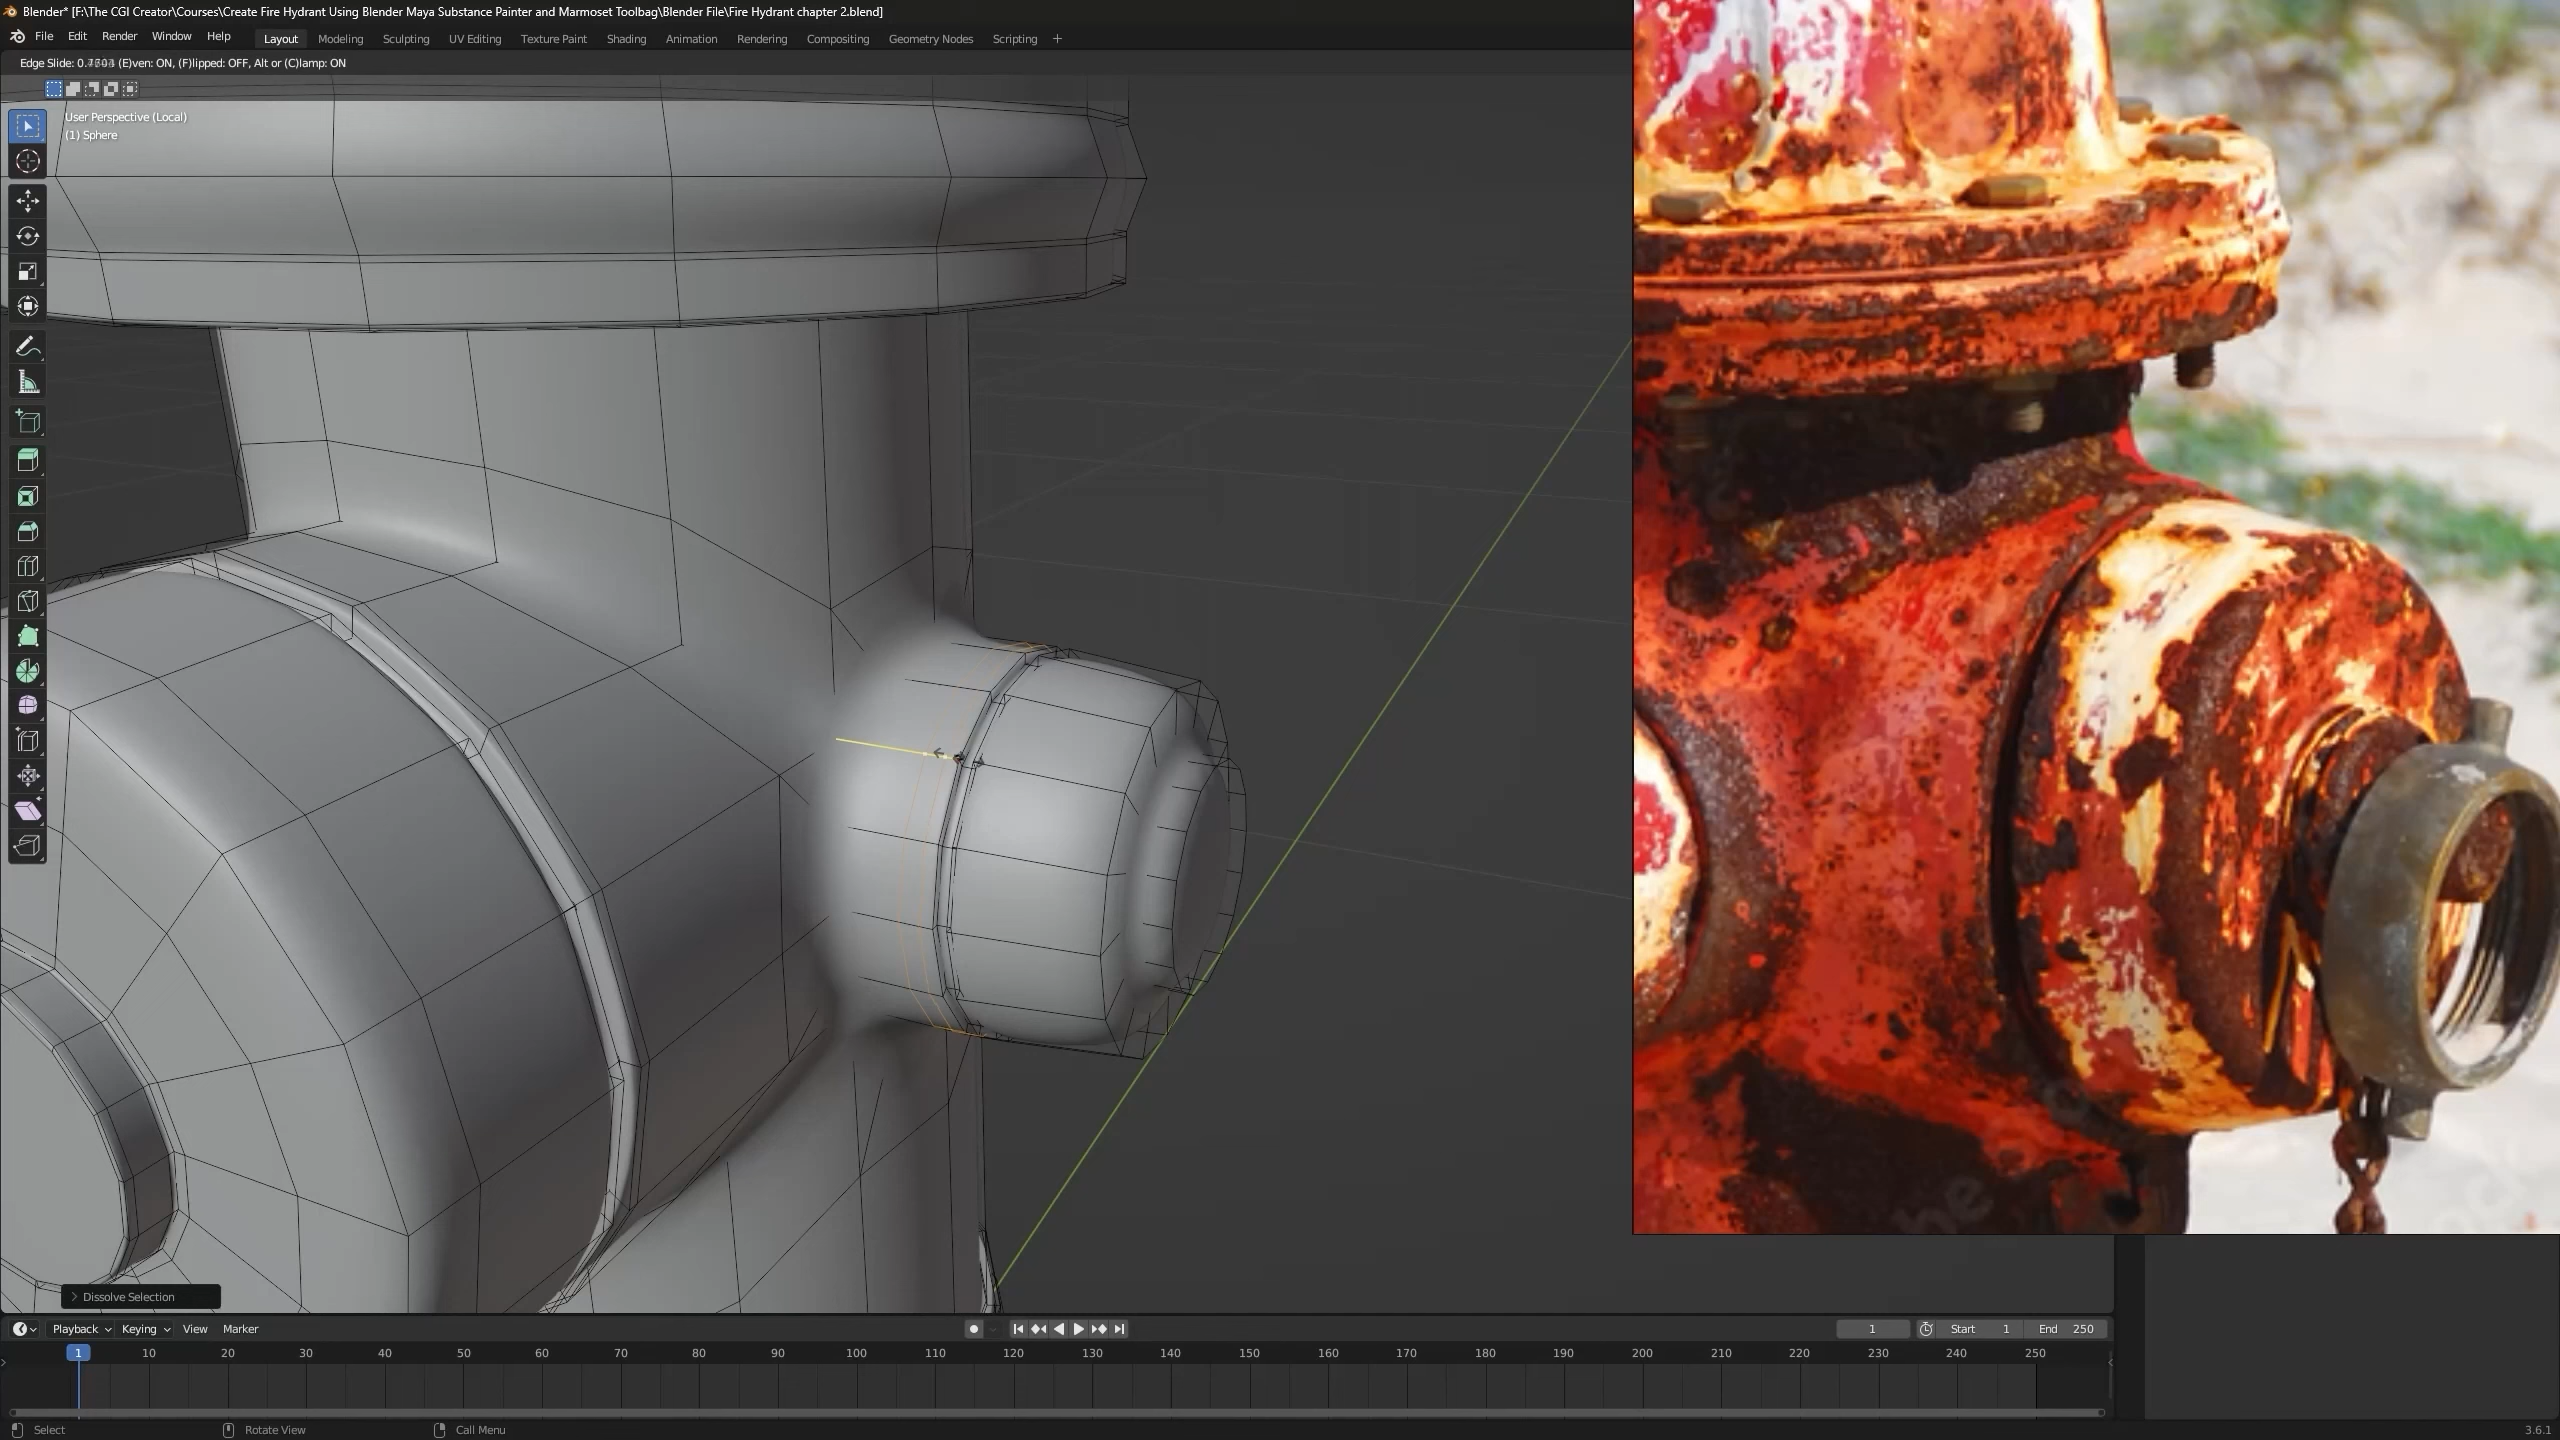 Blender* [F:\The CGI Creator\Courses\Create Fire Hydrant Using Blender Maya Substance Painter and Marmoset Toolbag\Blender File\Fire Hydrant chapter 2.blend]
File Edit Render Window Help Layout Modeling Sculpting UV Editing Texture Paint Shading Animation Rendering Compositing Geometry Nodes Scripting +
Edge Slide: (E)ven: ON, (F)lipped: OFF, Alt or (C)lamp: ON
User Perspective (Local)
(1) Sphere
Dissolve Selection
Playback Keying View Marker 1 Start 1 End 250
1 10 20 30 40 50 60 70 80 90 100 110 120 130 140 150 160 170 180 190 200 210 220 230 240 250
Select Rotate View Call Menu 3.6.1